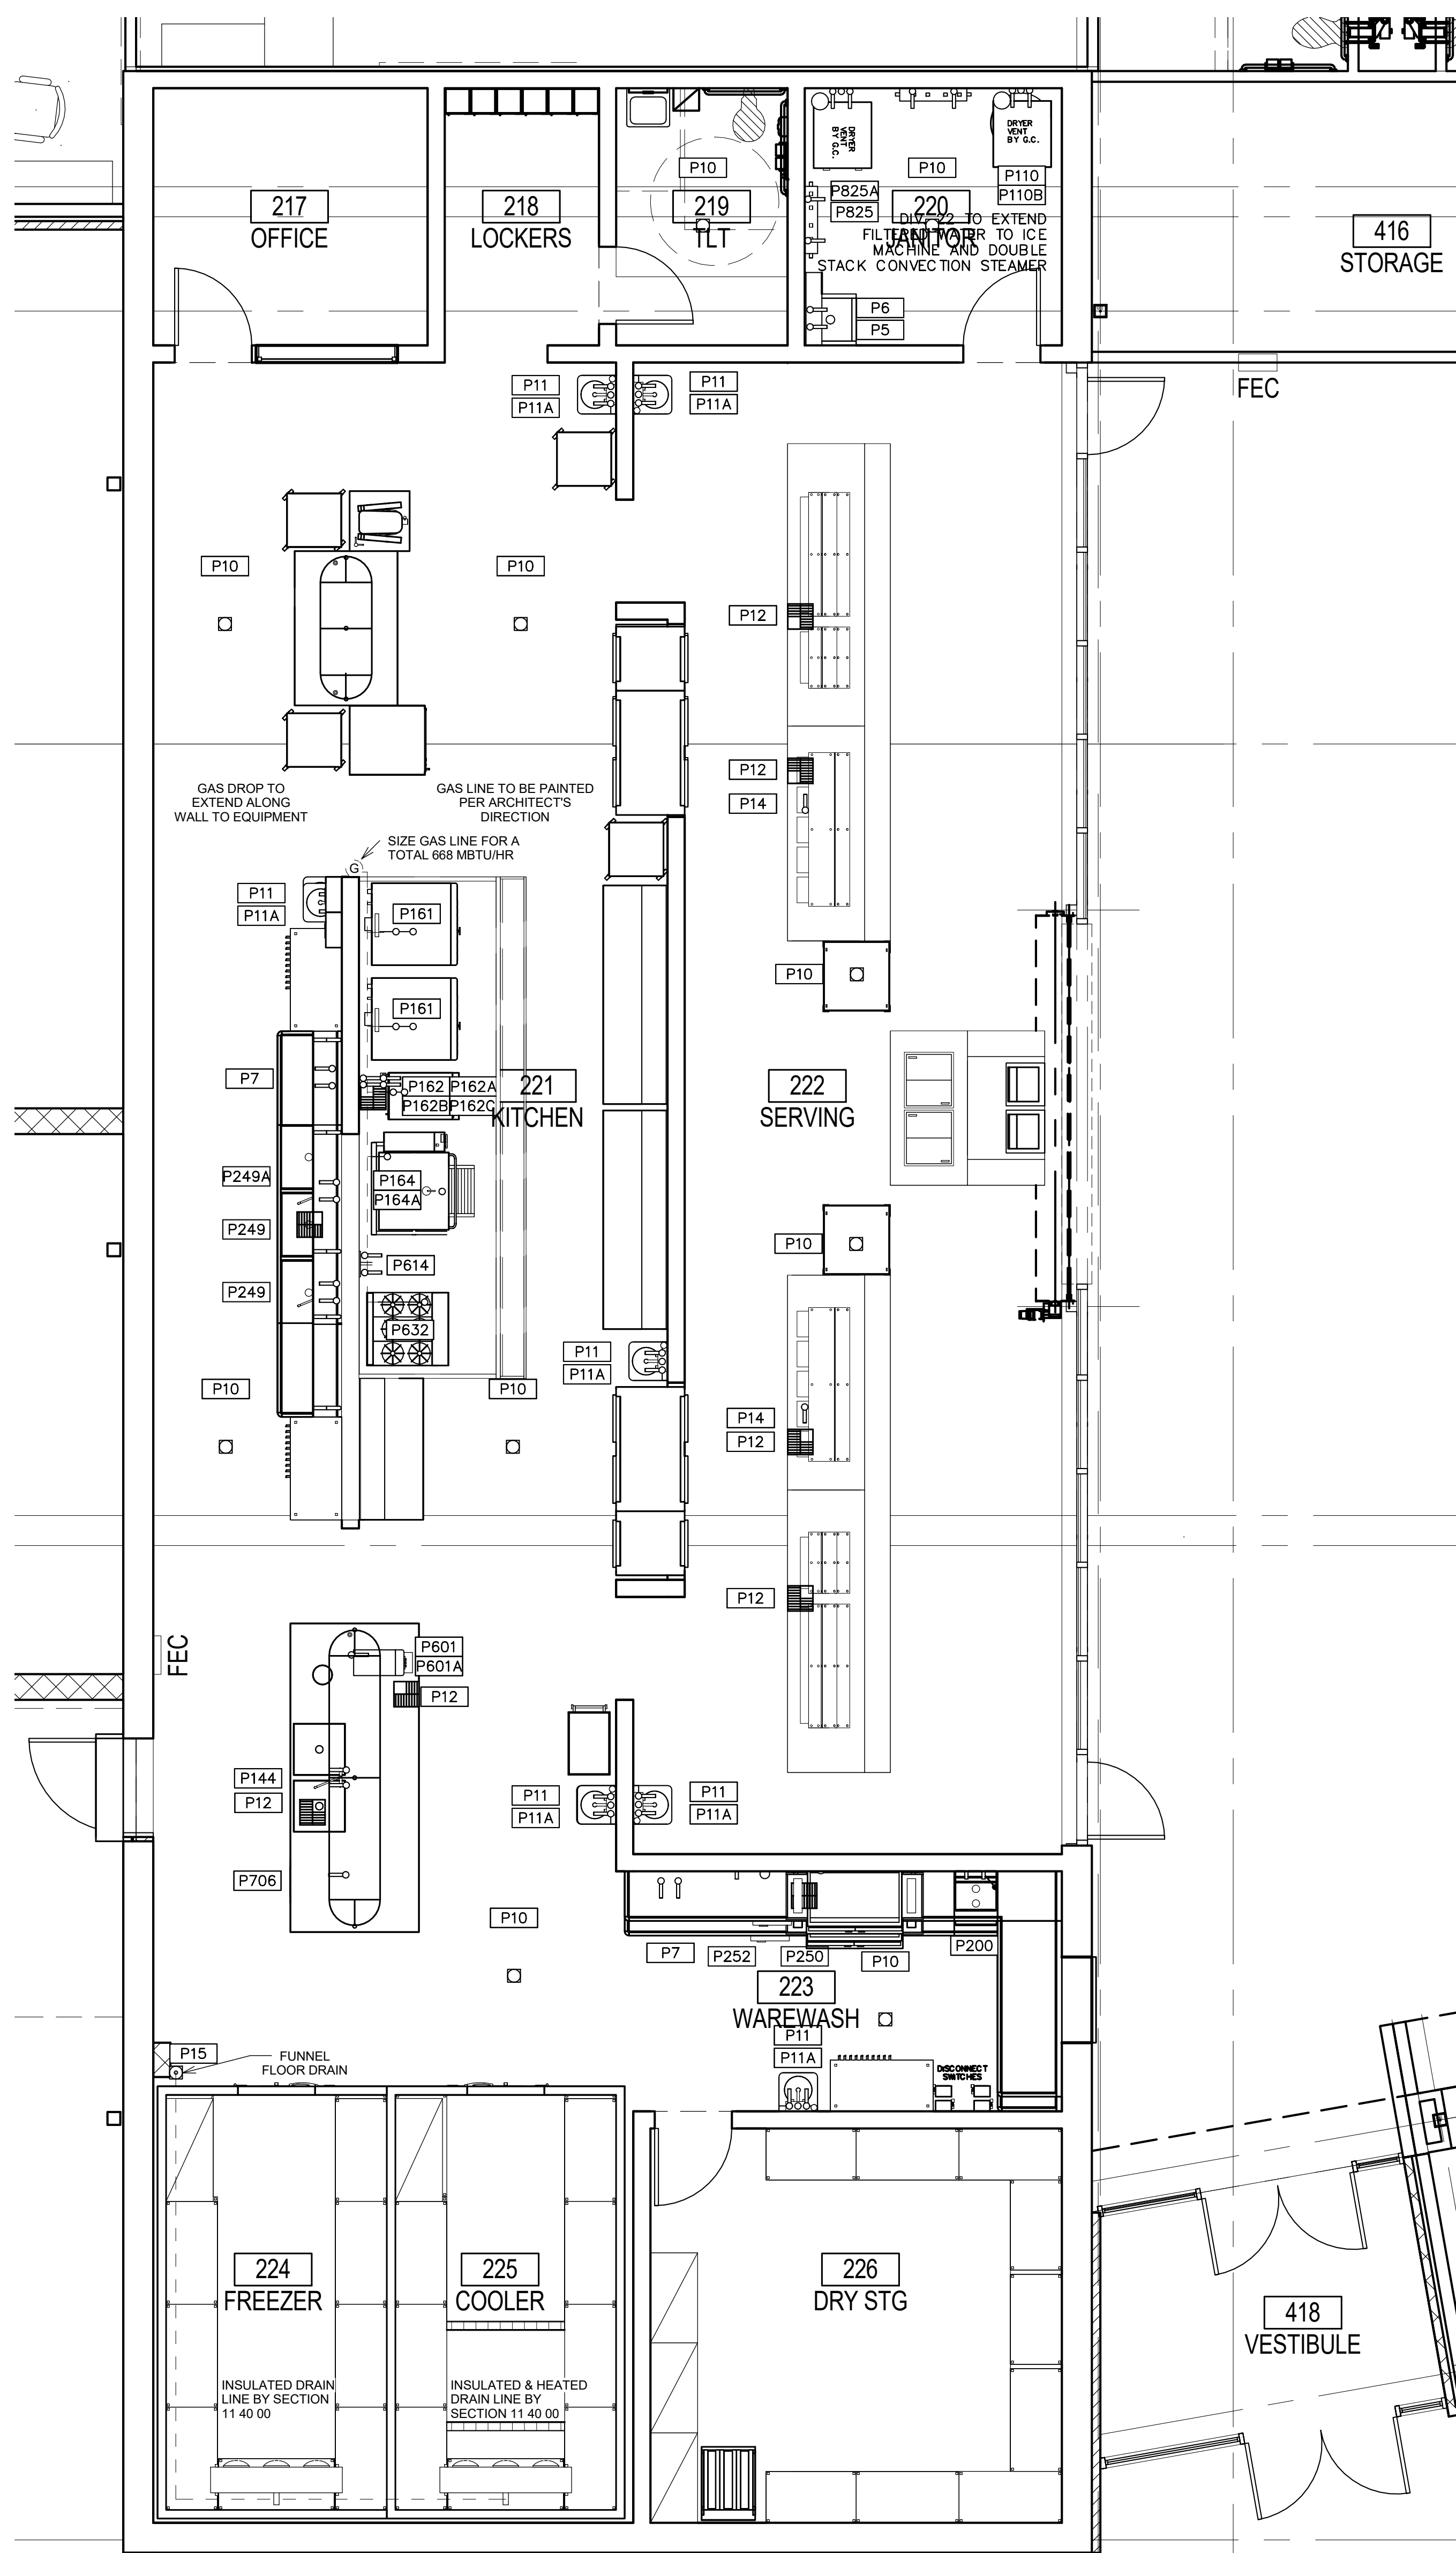 DRYER
VENT
BY G.C.
DRYER
VENT
BY G.C.
P10
P10
P110
P110B
P825A
P825
217
OFFICE
218
LOCKERS
219
TLT
220
JANITOR
DIV. 22 TO EXTEND
FILTERED WATER TO ICE
MACHINE AND DOUBLE
STACK CONVECTION STEAMER
416
STORAGE
P6
P5
FEC
P11
P11A
P11
P11A
P10
P10
P12
P12
P14
GAS DROP TO
EXTEND ALONG
WALL TO EQUIPMENT
GAS LINE TO BE PAINTED
PER ARCHITECT'S
DIRECTION
SIZE GAS LINE FOR A
TOTAL 668 MBTU/HR
G
P11
P11A
P161
P10
P161
P7
P162 P162A
P162B P162C
221
KITCHEN
222
SERVING
P249A
P164
P164A
P249
P10
P614
P249
P632
P11
P11A
P10
P10
P14
P12
P12
FEC
P601
P601A
P12
P144
P12
P11
P11A
P11
P11A
P706
P10
P7
P252
P250
P10
P200
223
WAREWASH
P11
P11A
DISCONNECT
SWITCHES
P15
FUNNEL
FLOOR DRAIN
224
FREEZER
225
COOLER
226
DRY STG
418
VESTIBULE
INSULATED DRAIN
LINE BY SECTION
11 40 00
INSULATED & HEATED
DRAIN LINE BY
SECTION 11 40 00